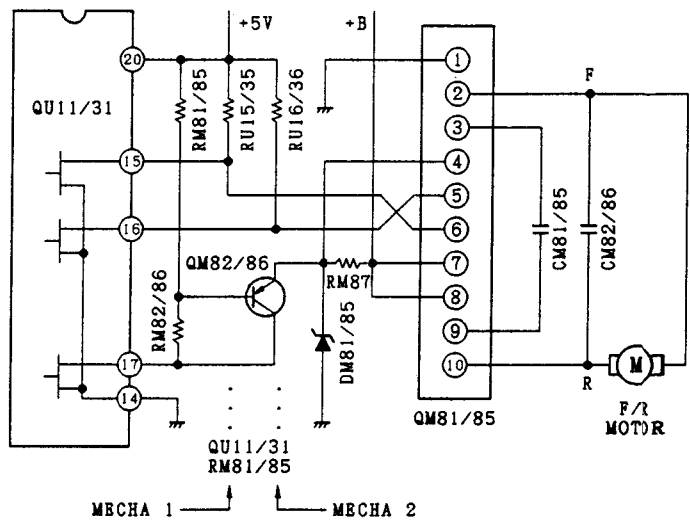 +5V
+B
20
1
F
QU11/31
RM81/85
RU15/35
RU16/36
2
3
15
4
5
16
6
CM81/85
CM82/86
QM82/86
7
RM87
8
RM82/86
DM81/85
9
17
10
M
R
14
QM81/85
F/R
MOTOR
QU11/31
RM81/85
MECHA 1
MECHA 2